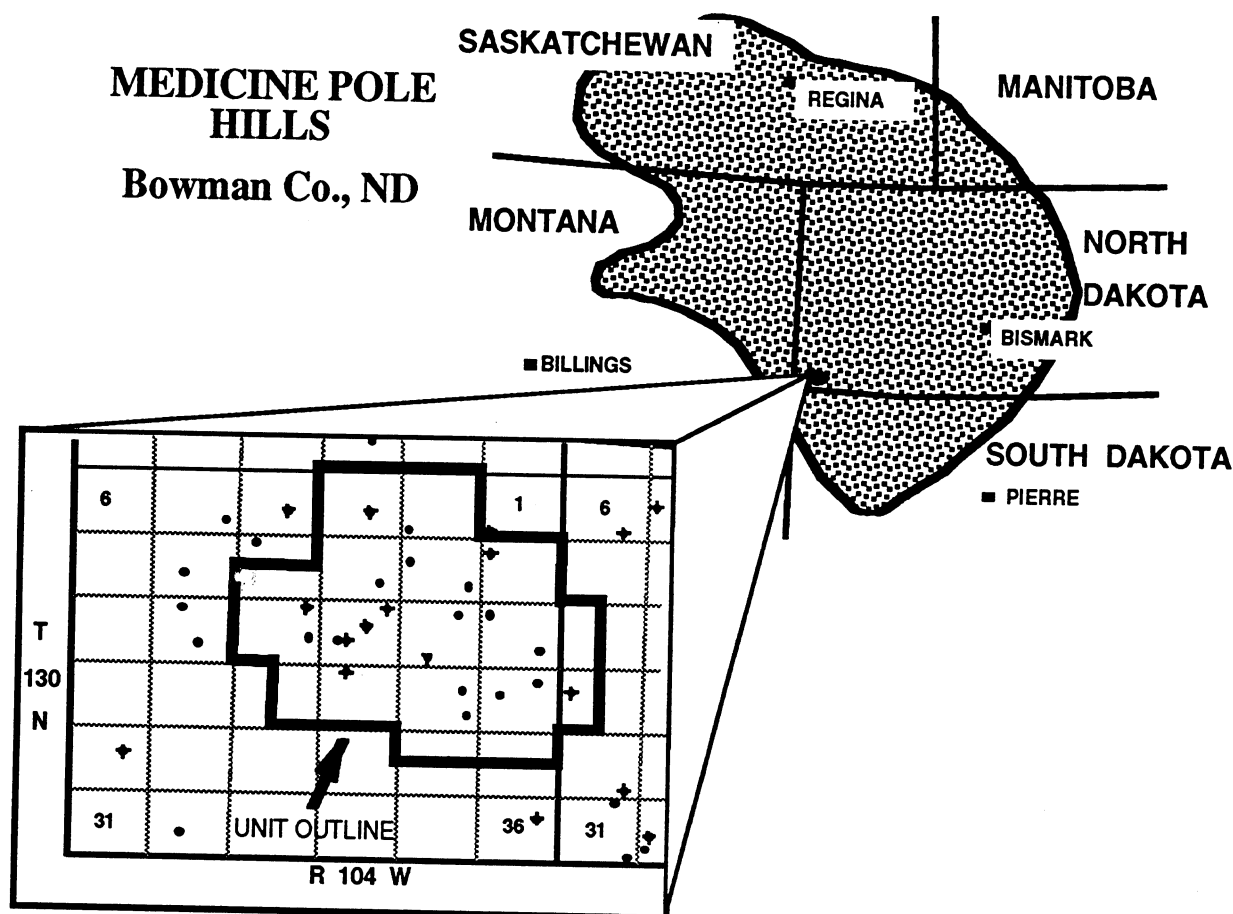 MEDICINE POLE
HILLS
Bowman Co., ND
SASKATCHEWAN
REGINA
MANITOBA
MONTANA
NORTH
DAKOTA
BISMARK
BILLINGS
SOUTH DAKOTA
PIERRE
6
1
6
T
130
N
31
UNIT OUTLINE
36
31
R 104 W